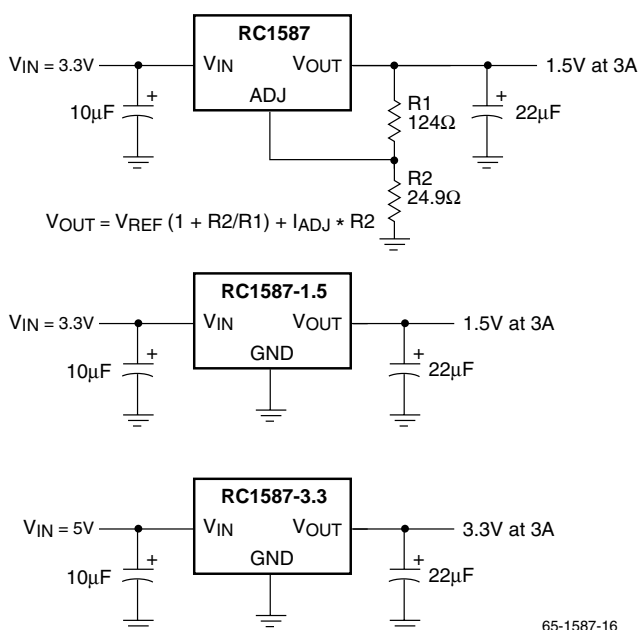 RC1587
VIN = 3.3V
VIN
VOUT
1.5V at 3A
ADJ
10µF
+
R1
124Ω
+
22µF
R2
24.9Ω
VOUT = VREF (1 + R2/R1) + IADJ * R2
RC1587-1.5
VIN = 3.3V
VIN
VOUT
1.5V at 3A
GND
10µF
+
+
22µF
RC1587-3.3
VIN = 5V
VIN
VOUT
3.3V at 3A
GND
10µF
+
+
22µF
65-1587-16